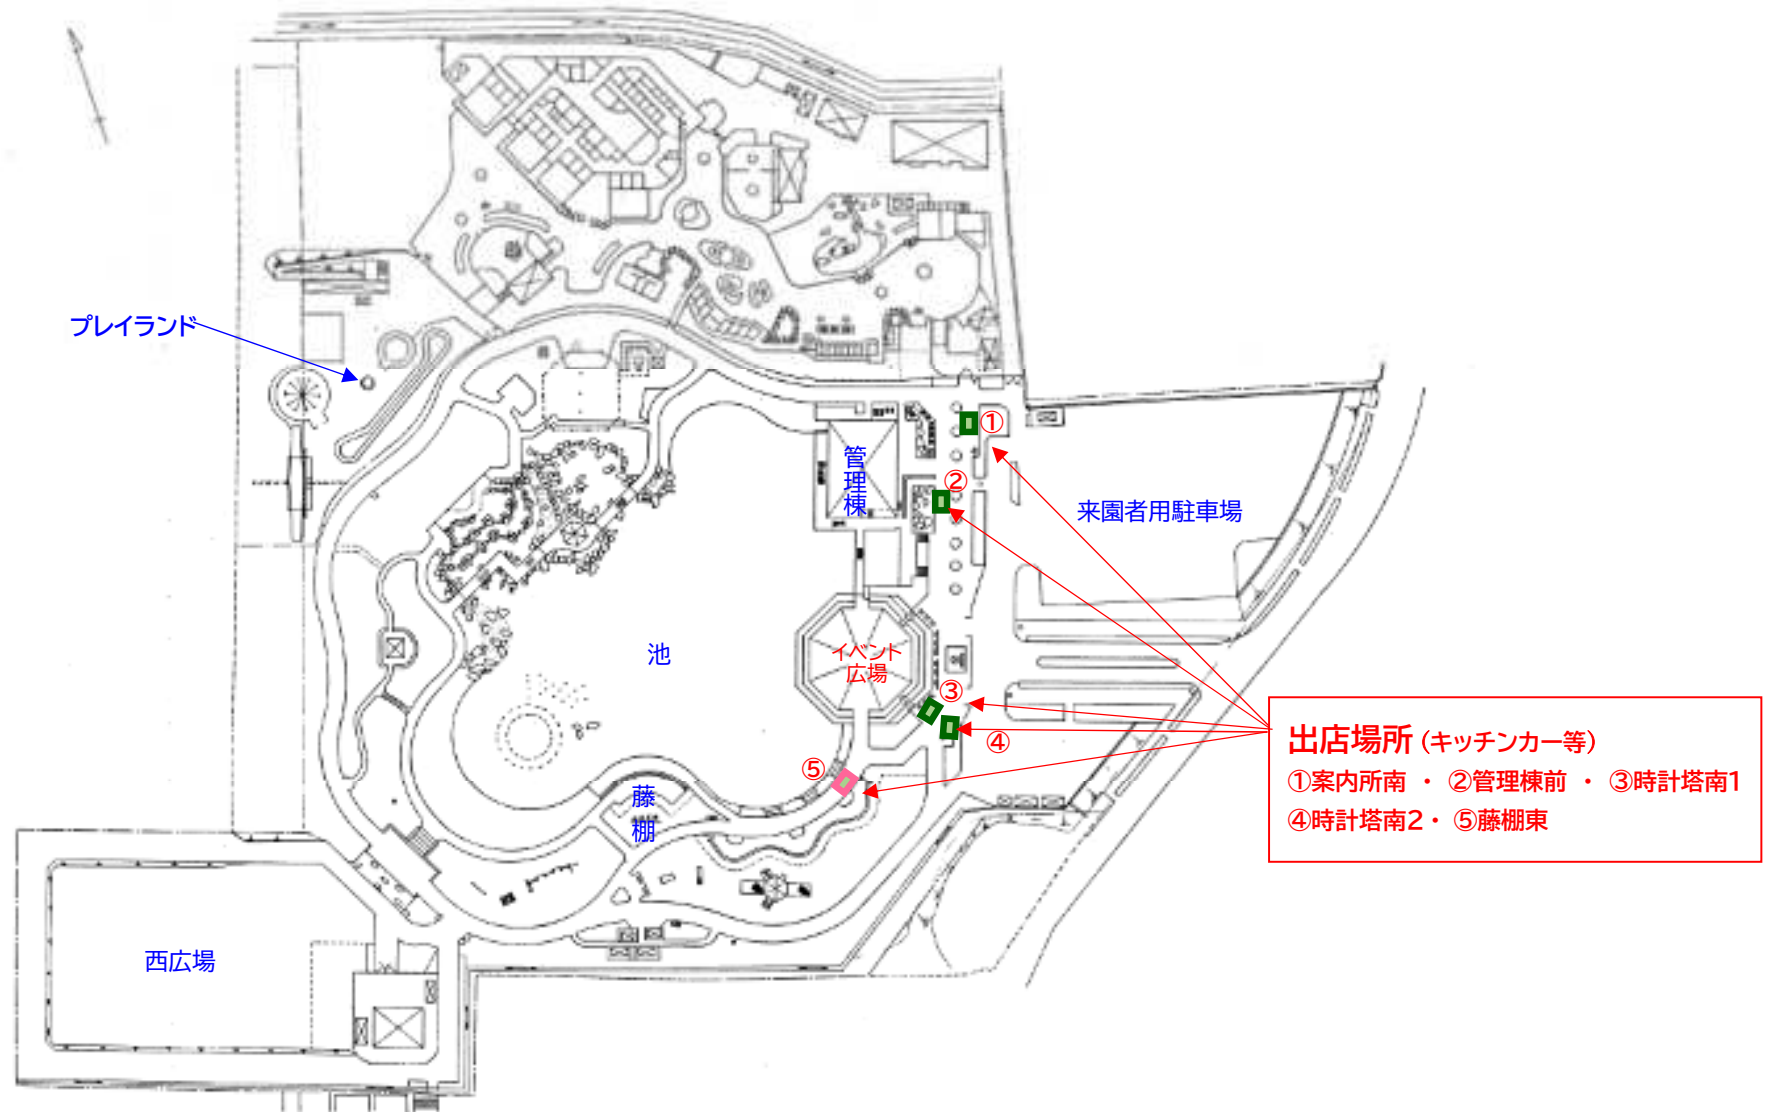 プレイランド
①
管理棟
②
来園者用駐車場
池
イベント
広場
③
④
⑤
藤棚
西広場
出店場所 (キッチンカー等)
①案内所南 ・ ②管理棟前 ・ ③時計塔南1
④時計塔南2・ ⑤藤棚東